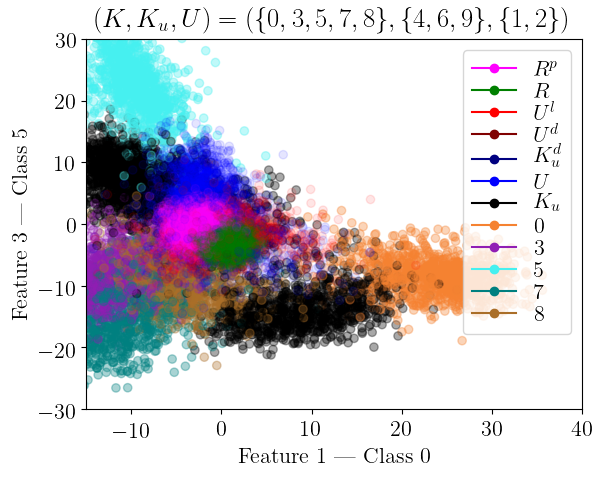 (K, K_u, U) = ({0, 3, 5, 7, 8}, {4, 6, 9}, {1, 2})
30
20
10
0
−10
−20
−30
Feature 3 — Class 5
R^p
R
U^l
U^d
K_u^d
U
K_u
0
3
5
7
8
−10
0
10
20
30
40
Feature 1 — Class 0